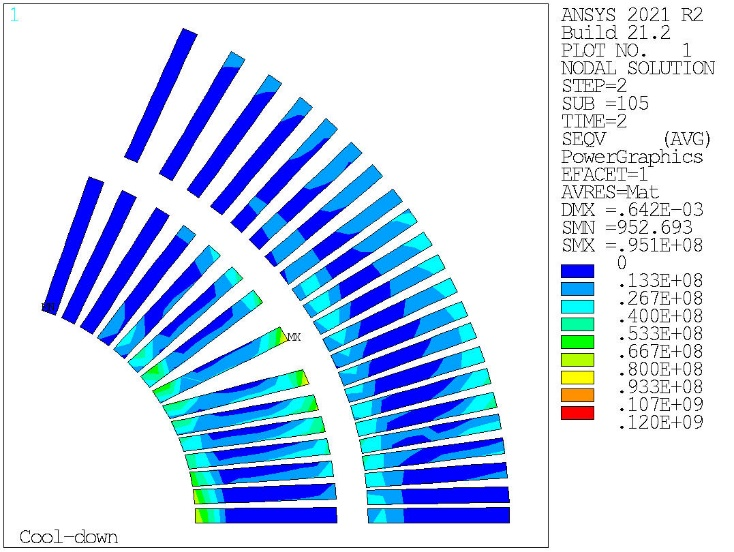 1
ANSYS 2021 R2
Build 21.2
PLOT NO. 1
NODAL SOLUTION
STEP=2
SUB =105
TIME=2
SEQV (AVG)
PowerGraphics
EFACET=1
AVRES=Mat
DMX =.642E-03
SMN =952.693
SMX =.951E+08
0
.133E+08
.267E+08
.400E+08
.533E+08
.667E+08
.800E+08
.933E+08
.107E+09
.120E+09
MX
Cool-down